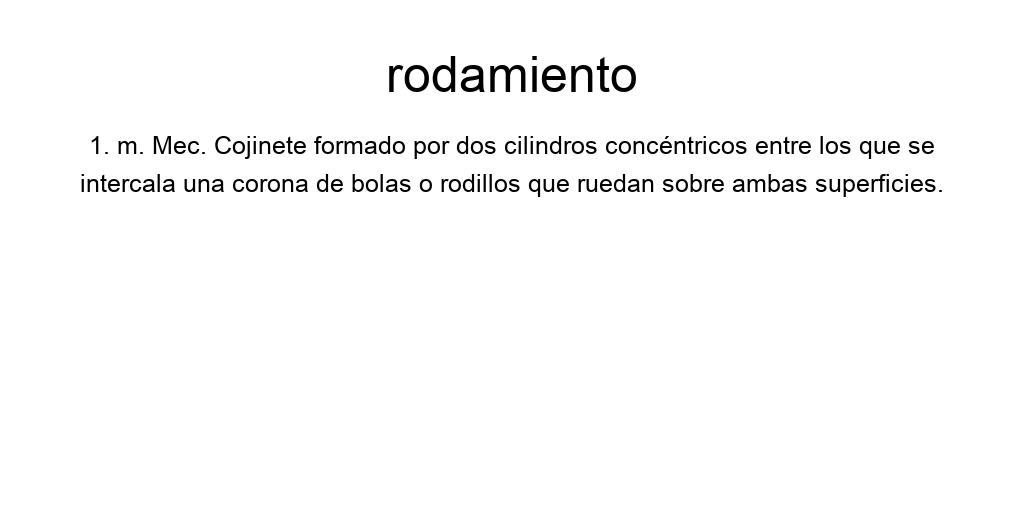 rodamiento
1. m. Mec. Cojinete formado por dos cilindros concéntricos entre los que se
intercala una corona de bolas o rodillos que ruedan sobre ambas superficies.